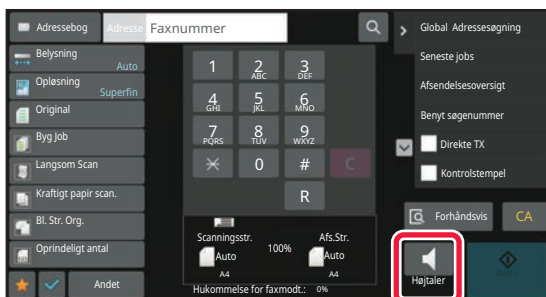 Adressebog
Adresse
Faxnummer
Belysning
Auto
Opløsning
Superfin
Original
Byg Job
Langsom Scan
Kraftigt papir scan.
Bl. Str. Org.
Oprindeligt antal
Andet
1
2
ABC
3
DEF
4
GHI
5
JKL
6
MNO
7
PQRS
8
TUV
9
WXYZ
0
#
C
R
Scanningsstr.
Auto
A4
100%
Afs.Str.
Auto
A4
Hukommelse for faxmodt.: 0%
Global Adressesøgning
Seneste jobs
Afsendelsesoversigt
Benyt søgenummer
Direkte TX
Kontrolstempel
Forhåndsvis
CA
Højtaler